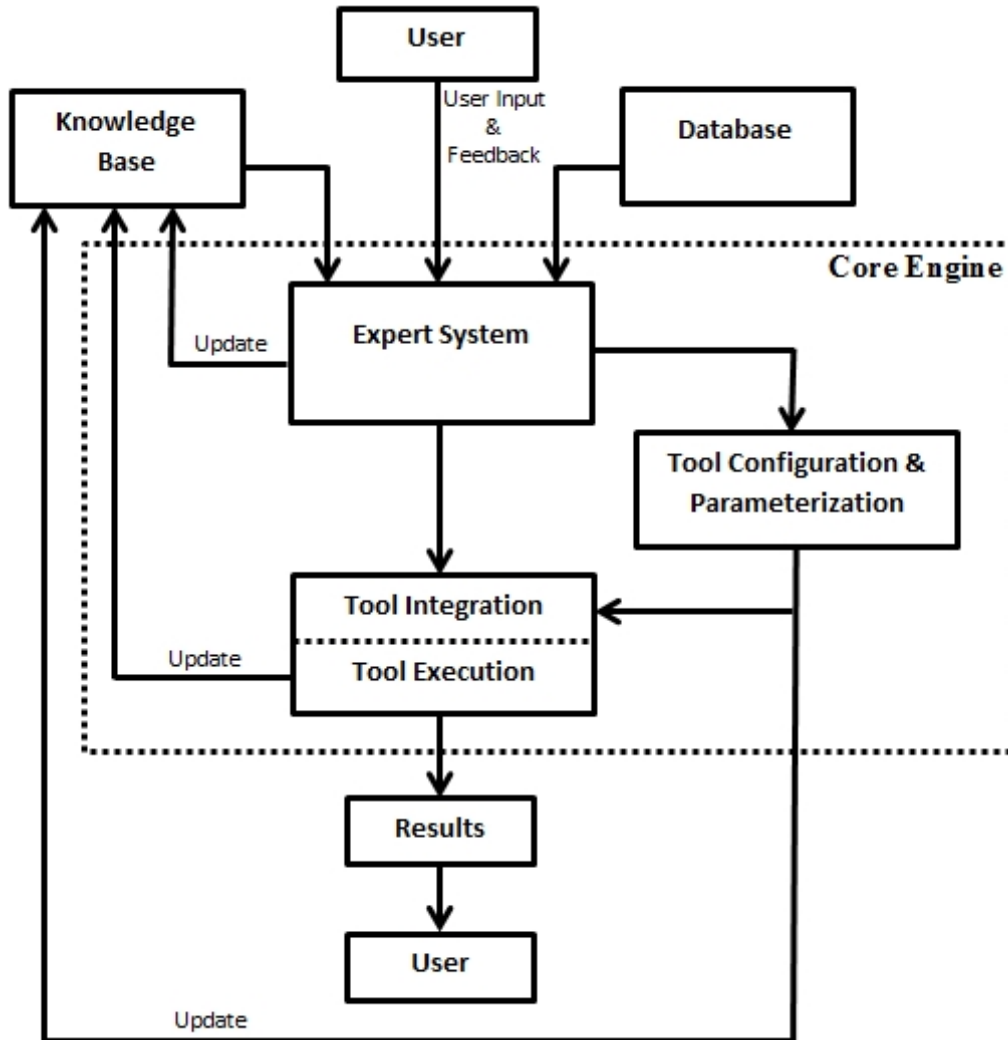 User
User Input
&
Feedback
Knowledge
Base
Database
Core Engine
Expert System
Update
Tool Configuration &
Parameterization
Tool Integration
Update
Tool Execution
Results
User
Update